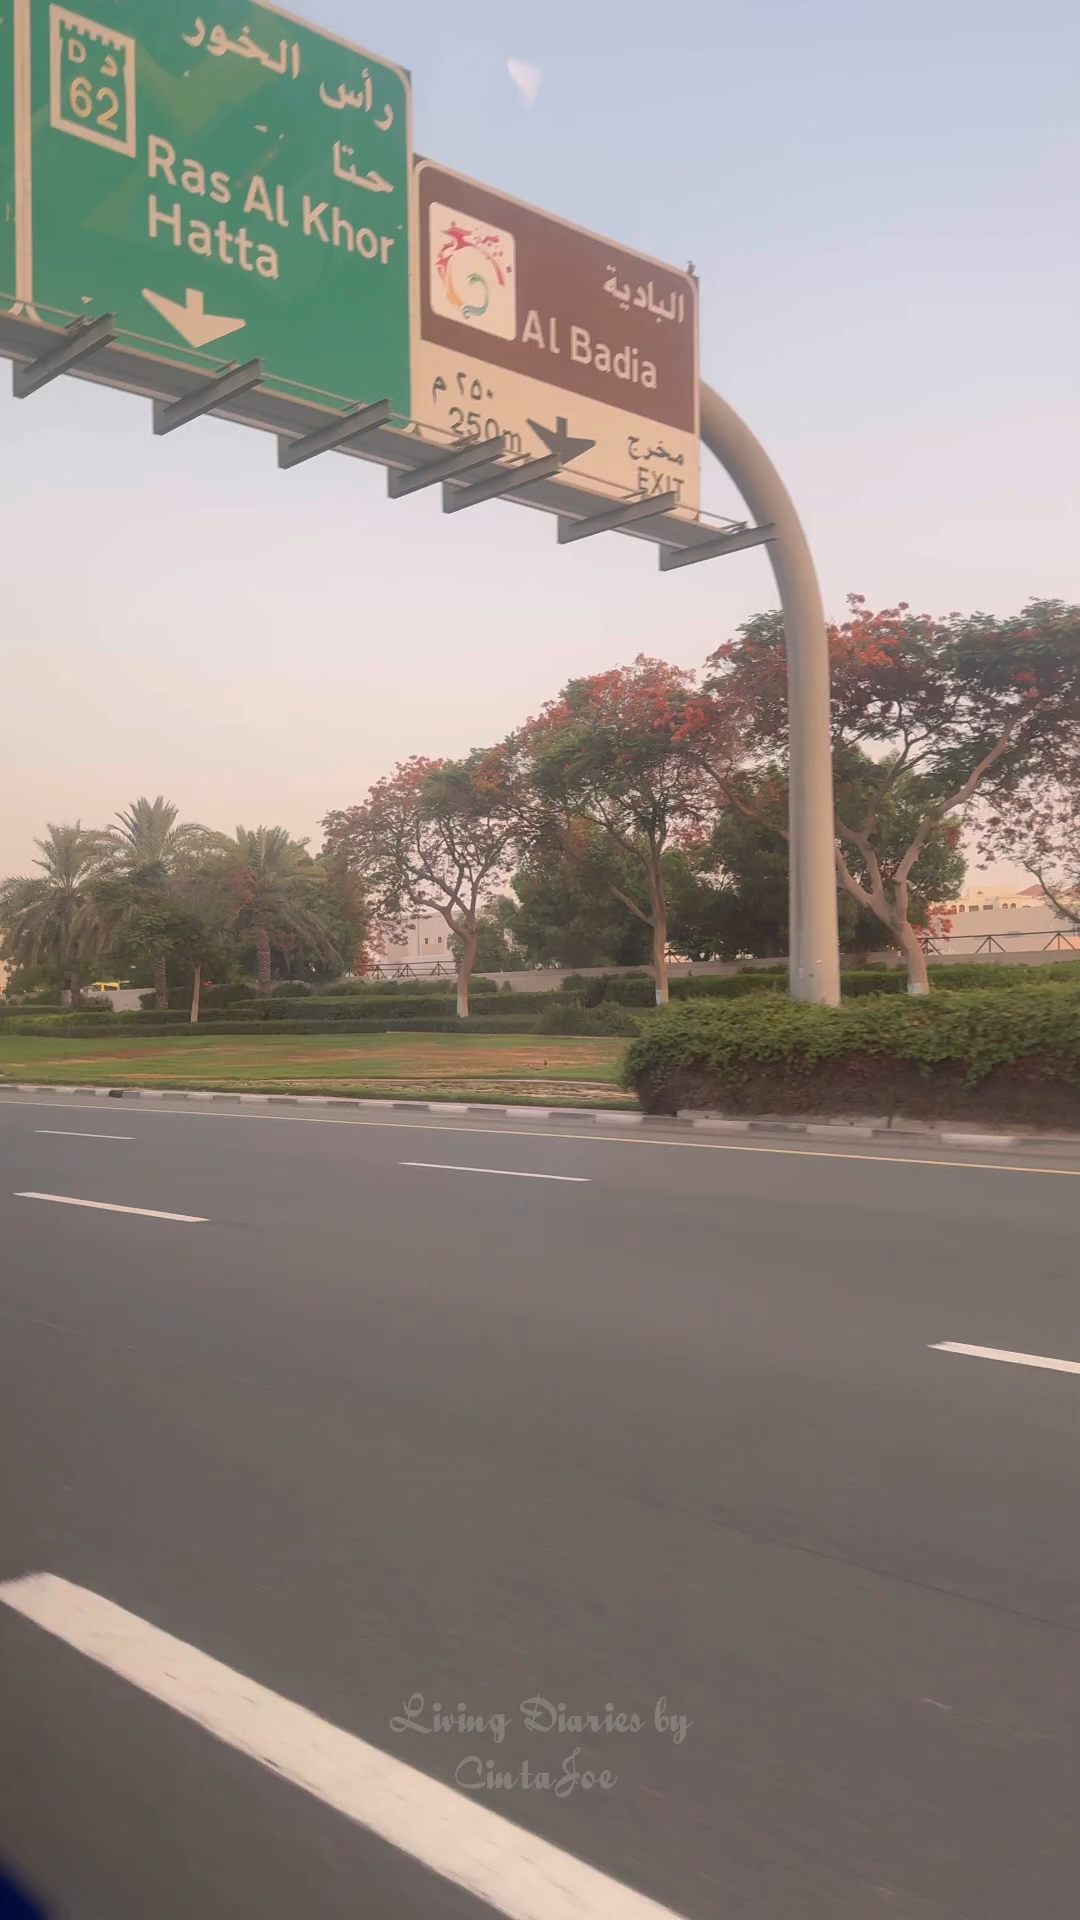 رأس الخور
حتا
D د
62
Ras Al Khor
Hatta
البادية
Al Badia
٢٥٠ م
250m
مخرج
EXIT
Living Diaries by
CintaJoe